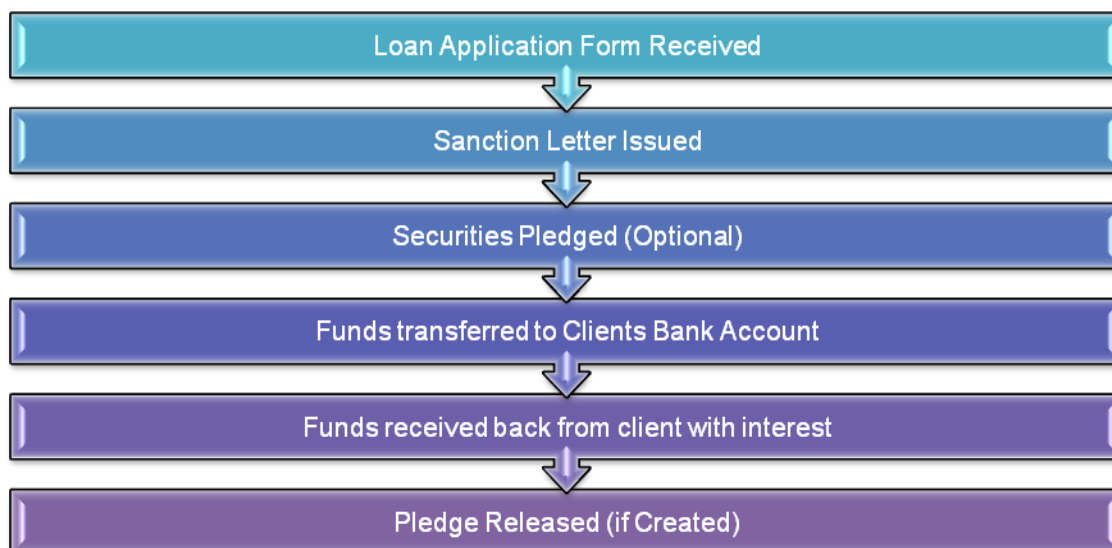 Loan Application Form Received
Sanction Letter Issued
Securities Pledged (Optional)
Funds transferred to Clients Bank Account
Funds received back from client with interest
Pledge Released (if Created)